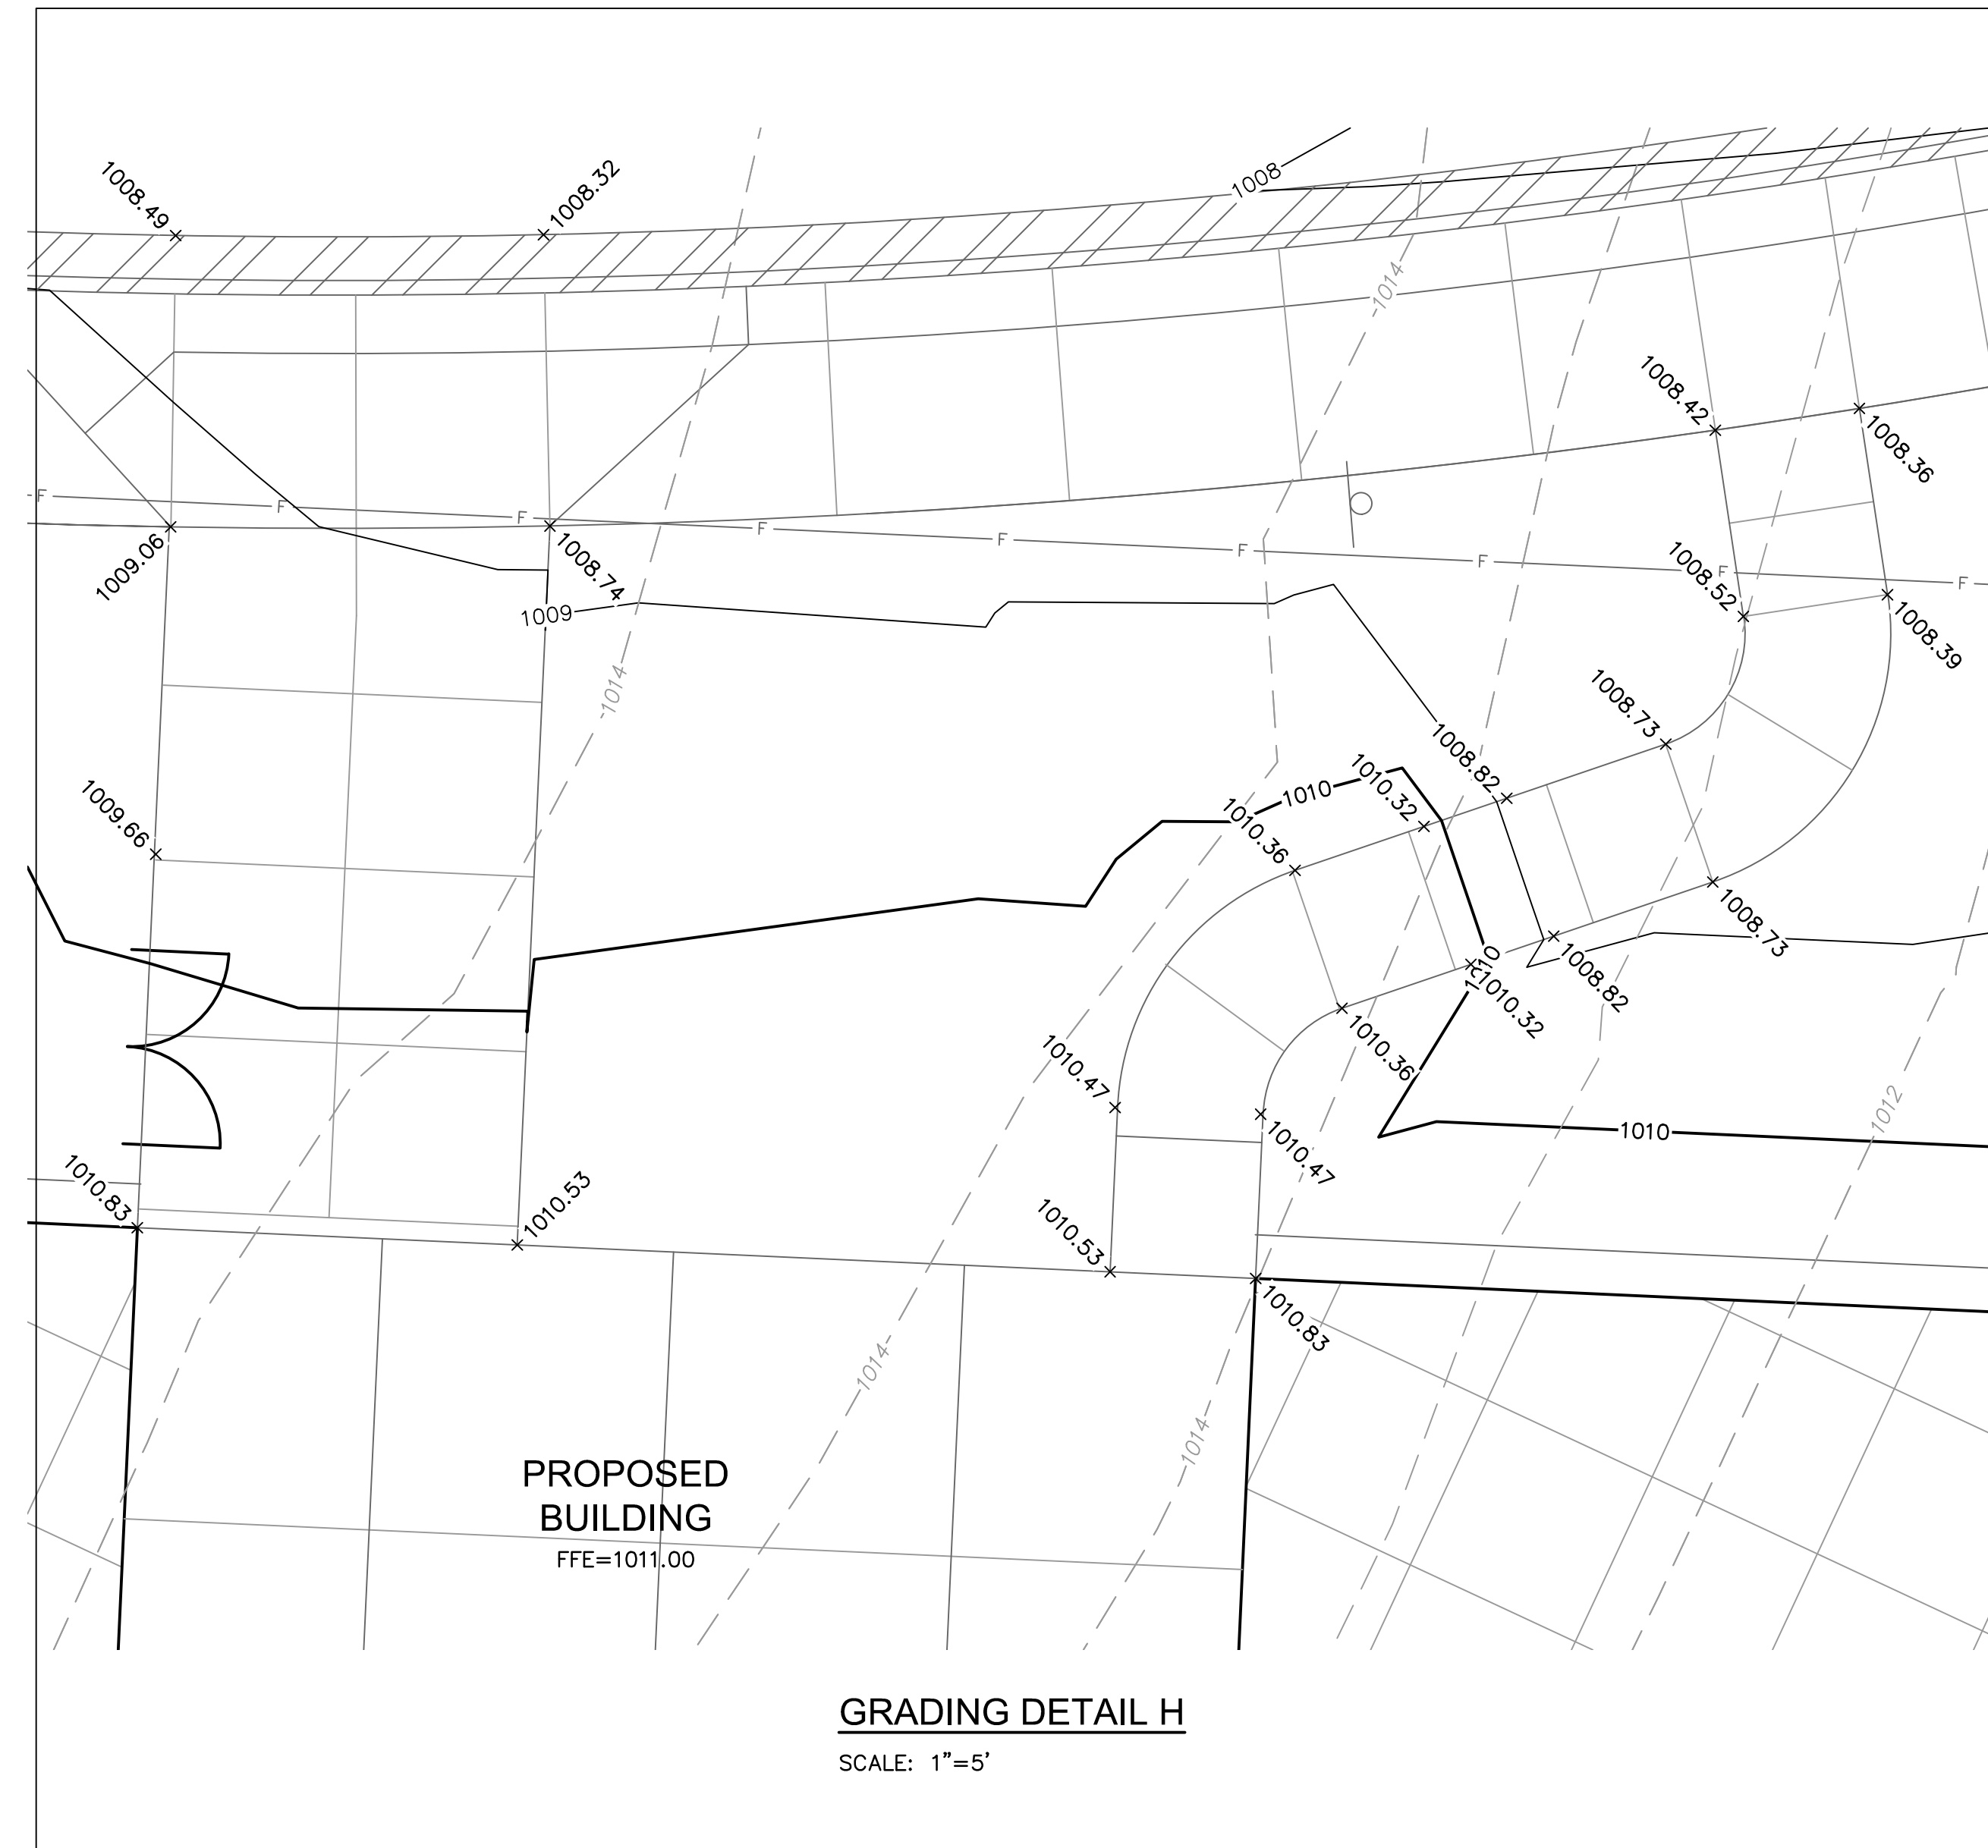 1008.49
1008.32
1008
1014
1008.42
1008.36
F
F
F
F
F
F
F
F
F
1009.06
1008.74
1009
1008.52
1008.39
1014
1008.73
1008.82
1010.32
1010
1010.36
1009.66
1008.73
1008.82
1010
1010.32
1010.36
1010.47
1012
1010
1010.47
1010.83
1010.53
1010.53
1010.83
1014
1014
PROPOSED
BUILDING
FFE=1011.00
GRADING DETAIL H
SCALE: 1"=5'